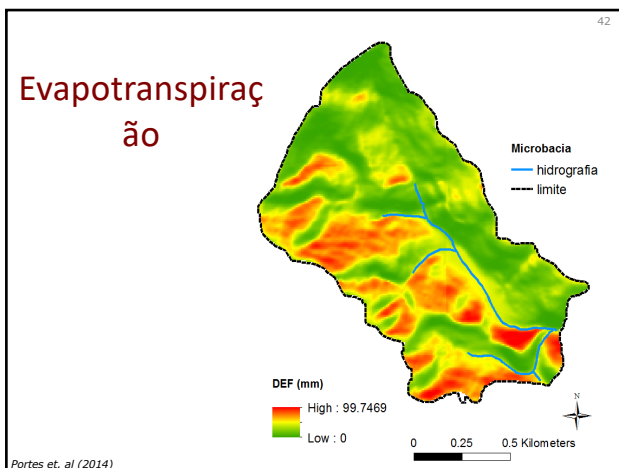 42
Evapotranspiraç
ão
Microbacia
hidrografia
limite
DEF (mm)
High : 99.7469
Low : 0
N
0 0.25 0.5 Kilometers
Portes et. al (2014)